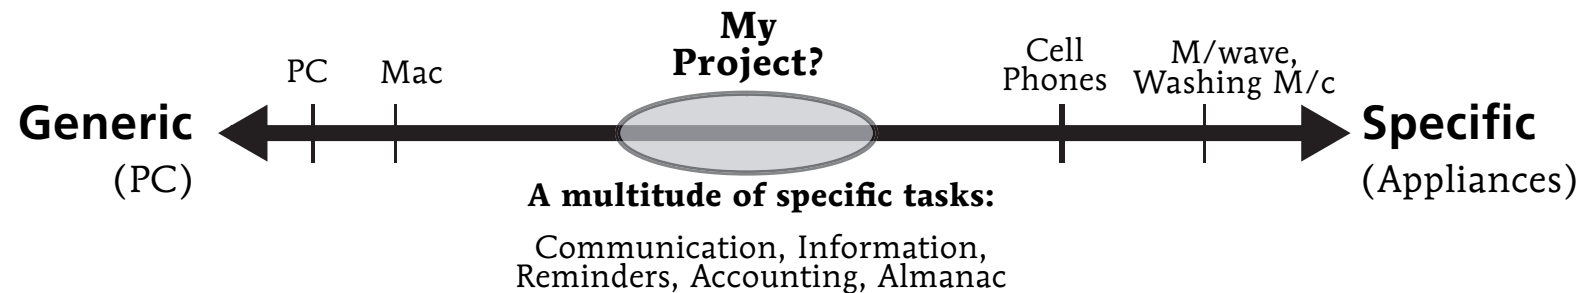 My
Project?
PC
Mac
Cell
Phones
M/wave,
Washing M/c
Generic
(PC)
Specific
(Appliances)
A multitude of specific tasks:
Communication, Information,
Reminders, Accounting, Almanac